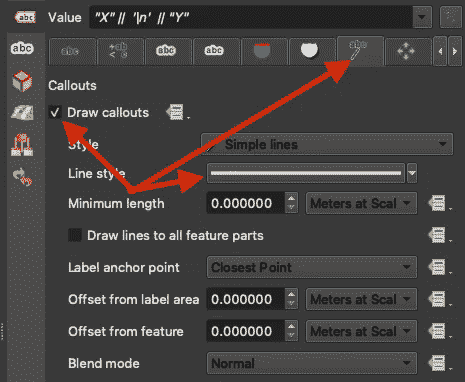 abc
Value "X" || '\n' || "Y"
abc
abc
+ab
< c
abc
abc
abc
Callouts
Draw callouts
Style Simple lines
Line style
Minimum length 0.000000 Meters at Scal
Draw lines to all feature parts
Label anchor point Closest Point
Offset from label area 0.000000 Meters at Scal
Offset from feature 0.000000 Meters at Scal
Blend mode Normal